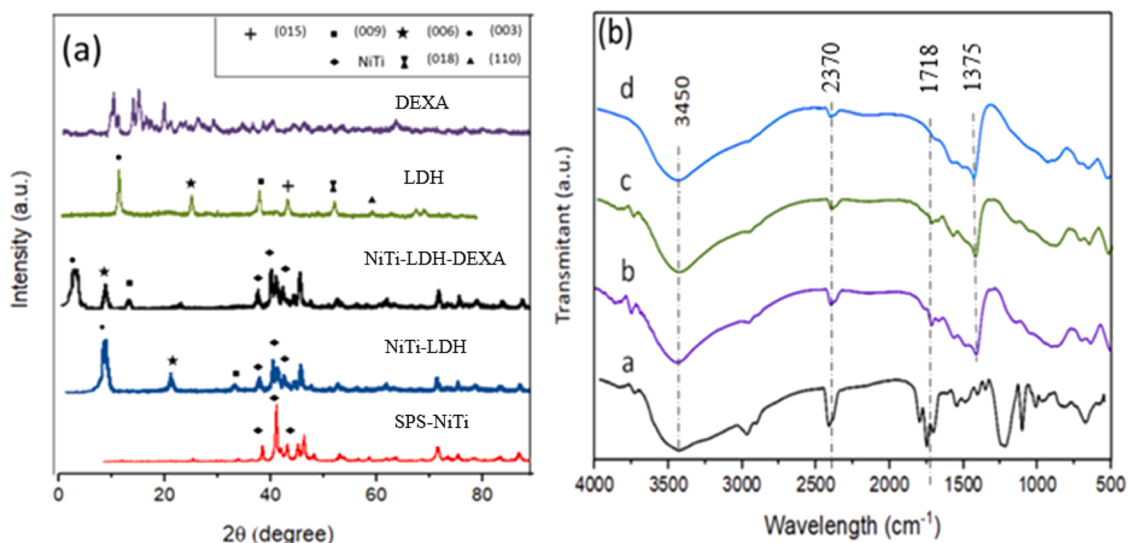 (a)
(015) (009) (006) (003)
NiTi (018) (110)
DEXA
LDH
NiTi-LDH-DEXA
NiTi-LDH
SPS-NiTi
Intensity (a.u.)
0 20 40 60 80
2θ (degree)
(b)
3450
2370
1718
1375
d
c
b
a
Transmitant (a.u.)
4000 3500 3000 2500 2000 1500 1000 500
Wavelength (cm-1)